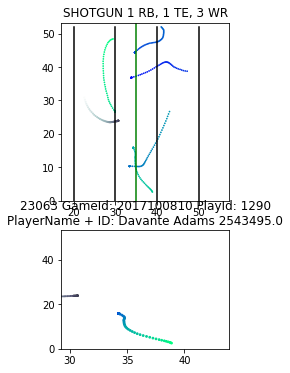 SHOTGUN 1 RB, 1 TE, 3 WR
50
40
30
20
10
0
20 30 40 50
23063 GameId: 2017100810 PlayId: 1290
PlayerName + ID: Davante Adams 2543495.0
40
20
0
30 35 40